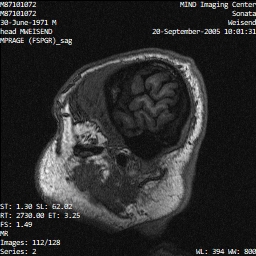 M87101072
M87101072
30-June-1971 M
head MWEISEND
MPRAGE (FSPGR)_sag
MIND Imaging Center
Sonata
Weisend
20-September-2005 10:01:31
ST: 1.30 SL: 62.02
RT: 2730.00 ET: 3.25
FS: 1.49
MR
Images: 112/128
Series: 2
WL: 394 WW: 800